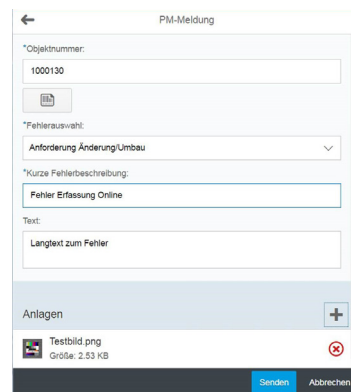 PM-Meldung
*Objektnummer:
1000130
*Fehlerauswahl:
Anforderung Änderung/Umbau
*Kurze Fehlerbeschreibung:
Fehler Erfassung Online
Text:
Langtext zum Fehler
Anlagen
Testbild.png
Größe: 2.53 KB
Senden Abbrechen